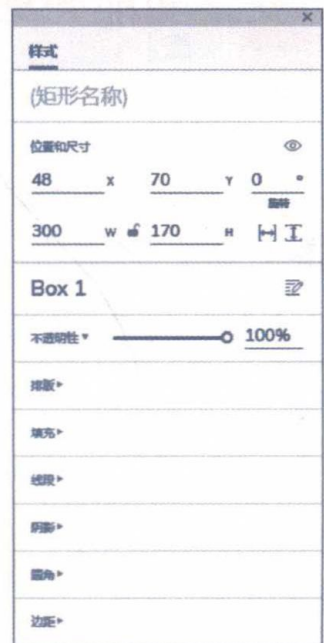 样式
(矩形名称)
位置和尺寸
48 X 70 Y 0 °
旋转
300 W 170 H
Box 1
不透明性▼ 100%
排版▸
填充▸
线段▸
阴影▸
圆角▸
边距▸